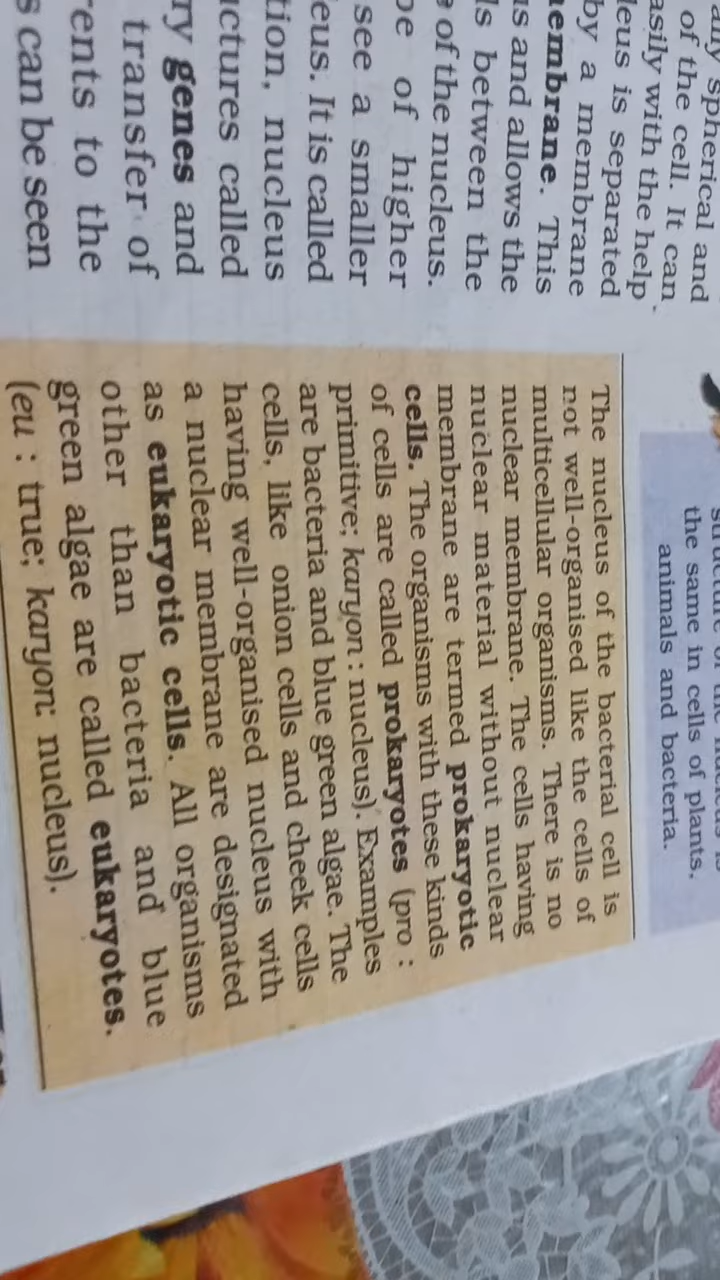 any spherical and
of the cell. It can
asily with the help
leus is separated
by a membrane
embrane. This
s and allows the
ls between the
of the nucleus.
be of higher
see a smaller
eus. It is called
tion, nucleus
uctures called
ry genes and
transfer of
rents to the
s can be seen
the same in cells of plants,
animals and bacteria.
The nucleus of the bacterial cell is
not well-organised like the cells of
multicellular organisms. There is no
nuclear membrane. The cells having
nuclear material without nuclear
membrane are termed prokaryotic
cells. The organisms with these kinds
of cells are called prokaryotes (pro :
primitive; karyon : nucleus). Examples
are bacteria and blue green algae. The
cells, like onion cells and cheek cells
having well-organised nucleus with
a nuclear membrane are designated
as eukaryotic cells. All organisms
other than bacteria and blue
green algae are called eukaryotes.
(eu : true; karyon: nucleus).